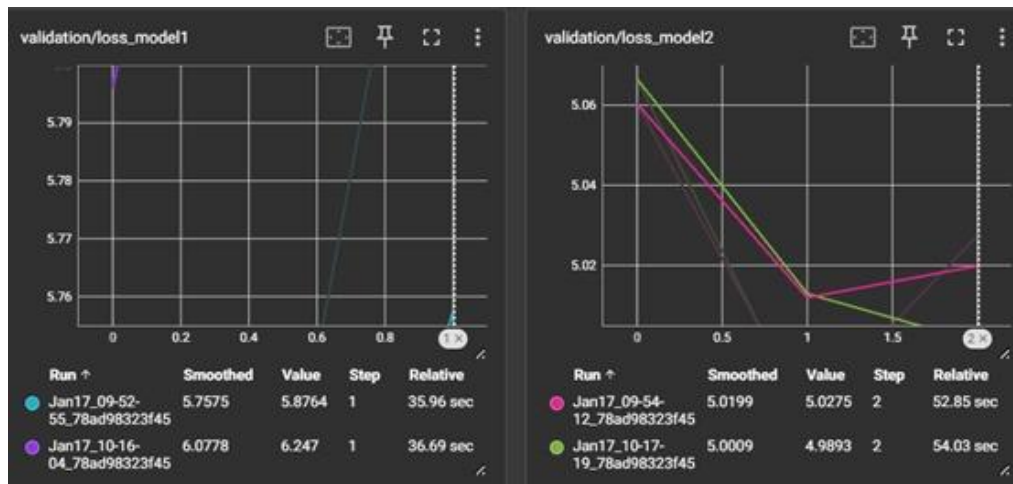 validation/loss_model1
5.79
5.78
5.77
5.76
0 0.2 0.4 0.6 0.8 1 ×
Run ↑ Smoothed Value Step Relative
Jan17_09-52-
55_78ad98323f45 5.7575 5.8764 1 35.96 sec
Jan17_10-16-
04_78ad98323f45 6.0778 6.247 1 36.69 sec
validation/loss_model2
5.06
5.04
5.02
0 0.5 1 1.5 2 ×
Run ↑ Smoothed Value Step Relative
Jan17_09-54-
12_78ad98323f45 5.0199 5.0275 2 52.85 sec
Jan17_10-17-
19_78ad98323f45 5.0009 4.9893 2 54.03 sec